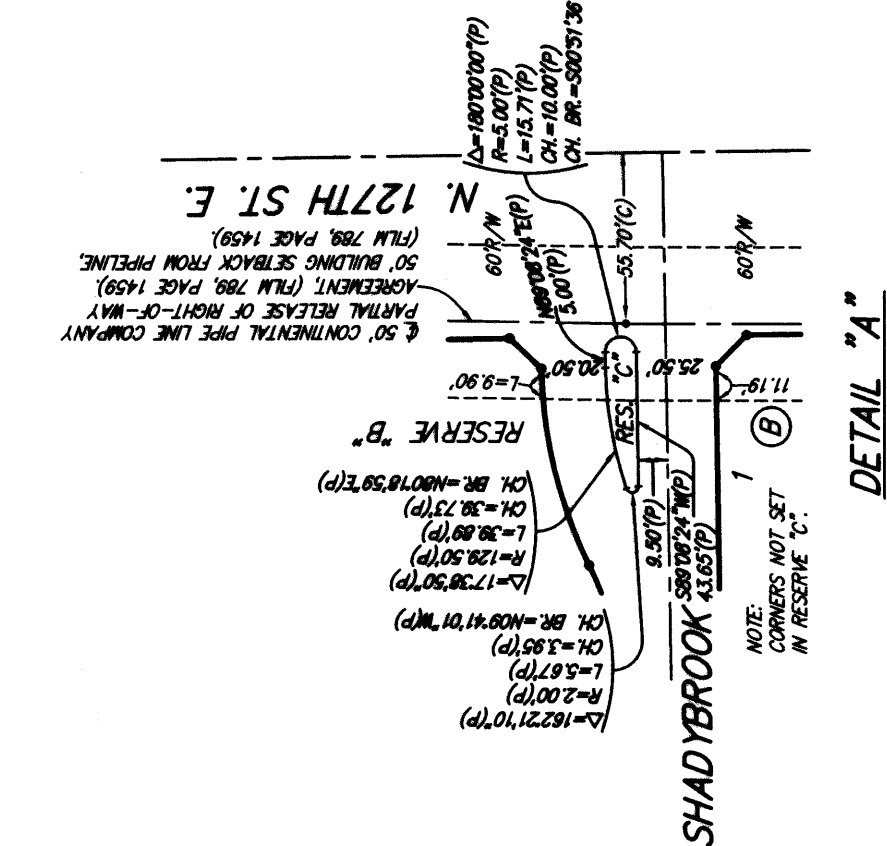 Δ=180°00'00"(P)
R=5.00'(P)
L=15.71'(P)
CH.=10.00'(P)
CH. BR.=S00°51'36
N. 127TH ST. E.
60'R/W
N89°08'24"E(P)
5.00'(P)
55.70'(C)
60'R/W
℄ 50' CONTINENTAL PIPE LINE COMPANY
PARTIAL RELEASE OF RIGHT-OF-WAY
AGREEMENT, (FILM 789, PAGE 1459).
50' BUILDING SETBACK FROM PIPELINE,
(FILM 789, PAGE 1459).
L=9.90'
20.50'
RES. "C"
25.50'
11.19'
RESERVE "B"
B
1
Δ=17°38'50"(P)
R=129.50'(P)
L=39.89'(P)
CH.=39.73'(P)
CH. BR.=N80°18'59"E(P)
9.50'(P)
S89°08'24"W(P)
43.65'(P)
Δ=162°21'10"(P)
R=2.00'(P)
L=5.67'(P)
CH.=3.95'(P)
CH. BR.=N09°41'01"W(P)
SHADYBROOK
NOTE:
CORNERS NOT SET
IN RESERVE "C".
DETAIL "A"